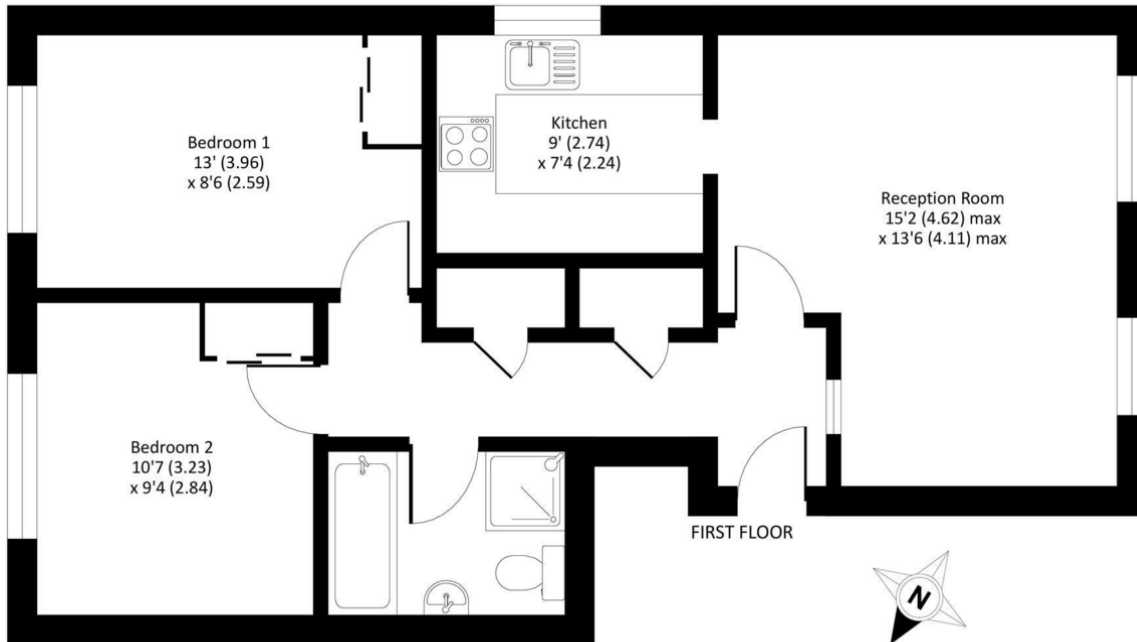 Bedroom 1
13' (3.96)
x 8'6 (2.59)
Kitchen
9' (2.74)
x 7'4 (2.24)
Reception Room
15'2 (4.62) max
x 13'6 (4.11) max
Bedroom 2
10'7 (3.23)
x 9'4 (2.84)
FIRST FLOOR
N